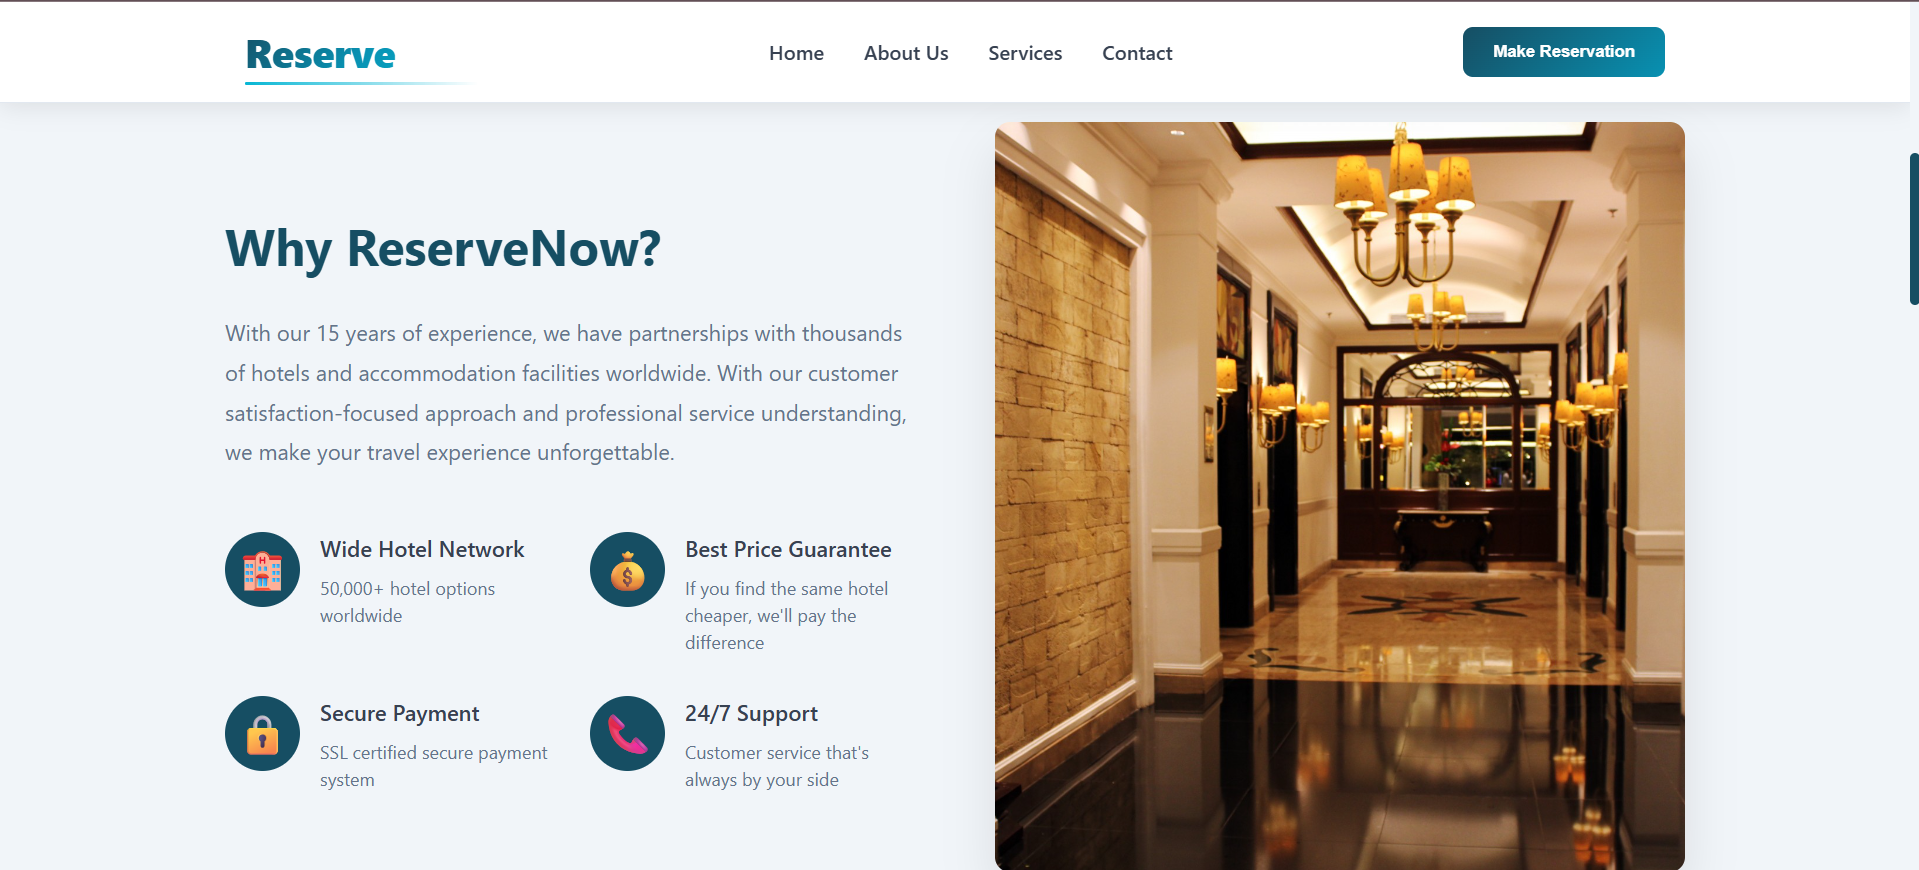 Reserve
Home
About Us
Services
Contact
Make Reservation
Why ReserveNow?
With our 15 years of experience, we have partnerships with thousands
of hotels and accommodation facilities worldwide. With our customer
satisfaction-focused approach and professional service understanding,
we make your travel experience unforgettable.
Wide Hotel Network
50,000+ hotel options
worldwide
Best Price Guarantee
If you find the same hotel
cheaper, we'll pay the
difference
Secure Payment
SSL certified secure payment
system
24/7 Support
Customer service that's
always by your side